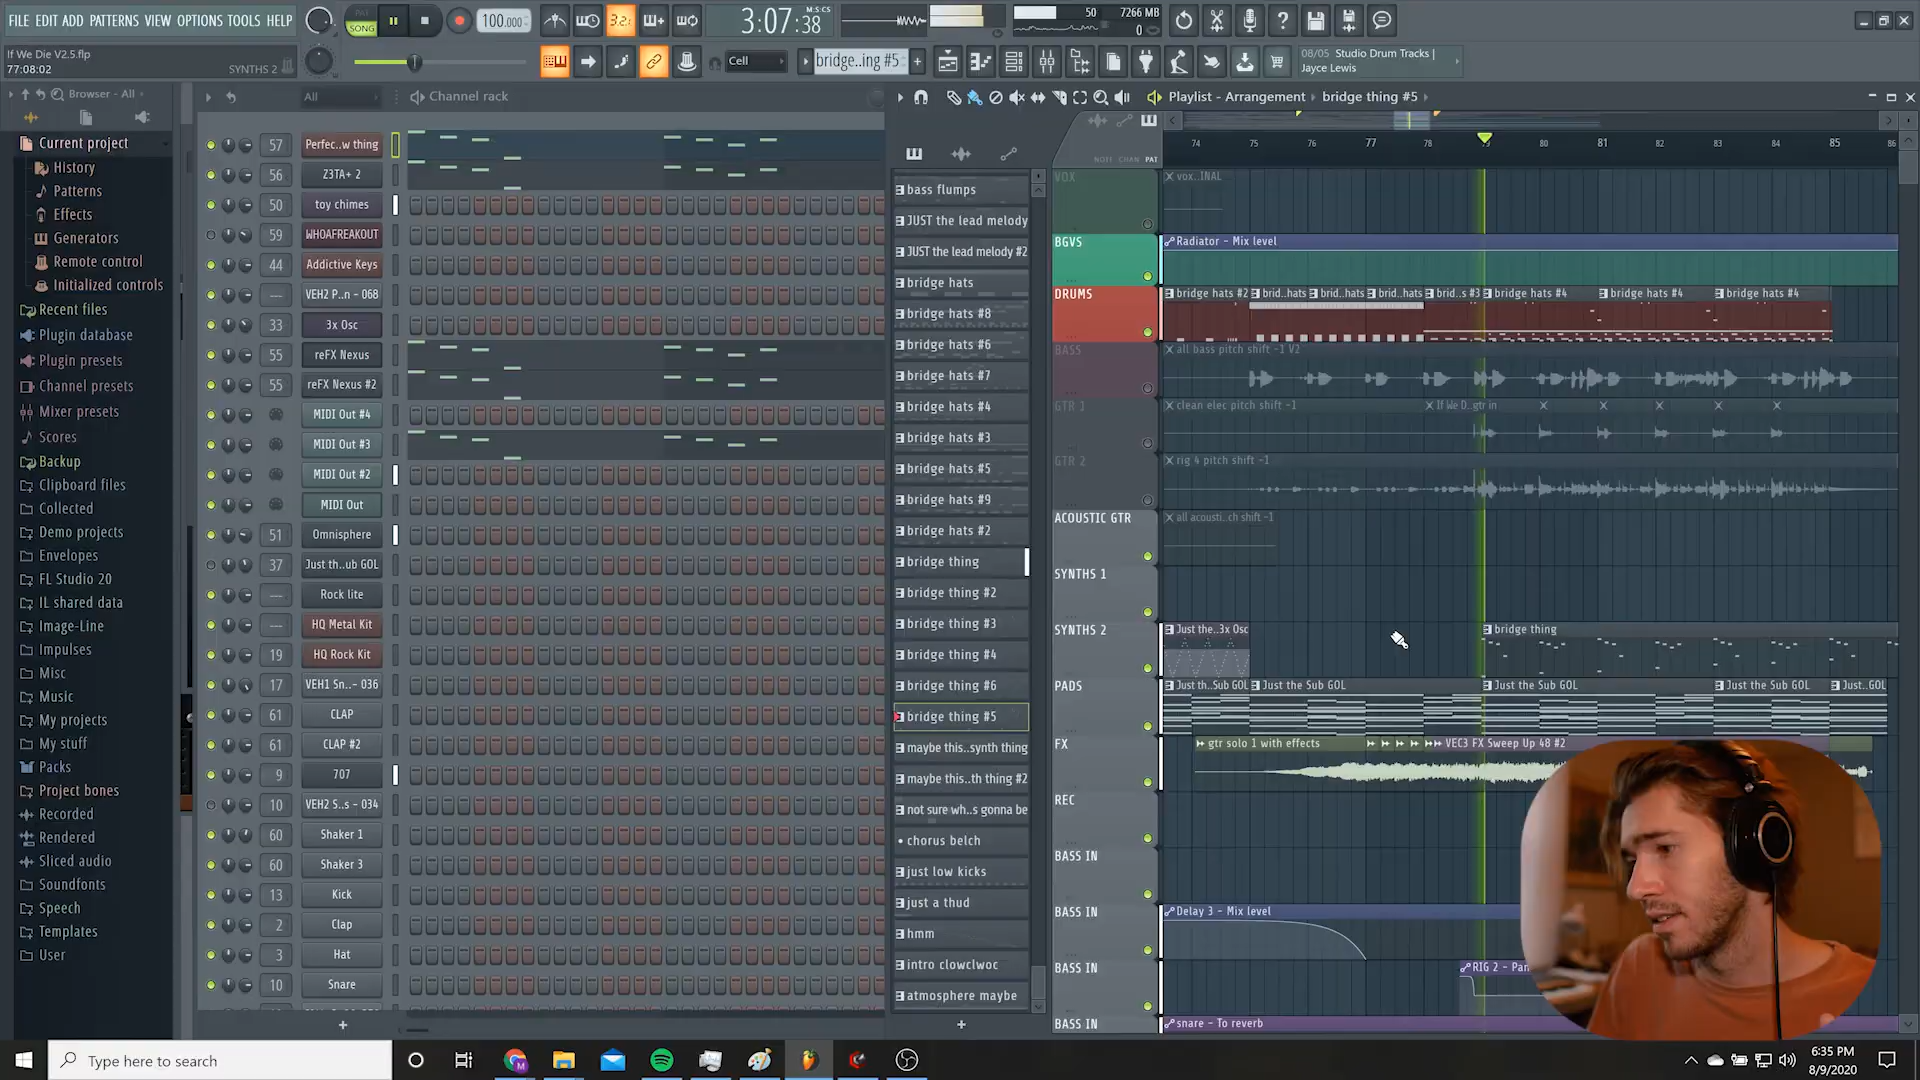 FILE EDIT ADD PATTERNS VIEW OPTIONS TOOLS HELP
PAT
SONG
100.000
3.2.
3:07:38
M:S:CS
50
7266 MB
0
If We Die V2.5.flp
77:08:02
SYNTHS 2
Cell
bridge..ing #5
08/05 Studio Drum Tracks |
Jayce Lewis
Browser - All
All
Channel rack
Playlist - Arrangement
bridge thing #5
Current project
History
Patterns
Effects
Generators
Remote control
Initialized controls
Recent files
Plugin database
Plugin presets
Channel presets
Mixer presets
Scores
Backup
Clipboard files
Collected
Demo projects
Envelopes
FL Studio 20
IL shared data
Image-Line
Impulses
Misc
Music
My projects
My stuff
Packs
Project bones
Recorded
Rendered
Sliced audio
Soundfonts
Speech
Templates
User
57 Perfec..w thing
56 Z3TA+ 2
50 toy chimes
59 WHOAFREAKOUT
44 Addictive Keys
--- VEH2 P..n - 068
33 3x Osc
55 reFX Nexus
55 reFX Nexus #2
MIDI Out #4
MIDI Out #3
MIDI Out #2
MIDI Out
51 Omnisphere
37 Just th..ub GOL
--- Rock lite
--- HQ Metal Kit
19 HQ Rock Kit
17 VEH1 Sn..- 036
61 CLAP
61 CLAP #2
9 707
10 VEH2 S..s - 034
60 Shaker 1
60 Shaker 3
13 Kick
2 Clap
3 Hat
10 Snare
+
bass flumps
JUST the lead melody
JUST the lead melody #2
bridge hats
bridge hats #8
bridge hats #6
bridge hats #7
bridge hats #4
bridge hats #3
bridge hats #5
bridge hats #9
bridge hats #2
bridge thing
bridge thing #2
bridge thing #3
bridge thing #4
bridge thing #6
bridge thing #5
maybe this..synth thing
maybe this..th thing #2
not sure wh..s gonna be
chorus belch
just low kicks
just a thud
hmm
intro clowclwoc
atmosphere maybe
+
NOTE CHAN PAT
74 75 76 77 78 79 80 81 82 83 84 85 86
VOX
vox..INAL
BGVS
Radiator - Mix level
DRUMS
bridge hats #2 brid..hats brid..hats brid..hats brid..s #3 bridge hats #4 bridge hats #4 bridge hats #4
BASS
all bass pitch shift -1 V2
GTR 1
clean elec pitch shift -1
If We D..gtr in
GTR 2
rig 4 pitch shift -1
ACOUSTIC GTR
all acousti..ch shift -1
SYNTHS 1
SYNTHS 2
Just the..3x Osc
bridge thing
PADS
Just th..Sub GOL Just the Sub GOL Just the Sub GOL Just the Sub GOL Just..GOL
FX
gtr solo 1 with effects
VEC3 FX Sweep Up 48 #2
REC
BASS IN
BASS IN
Delay 3 - Mix level
BASS IN
RIG 2 - Pan
BASS IN
snare - To reverb
Type here to search
M
6:35 PM
8/9/2020